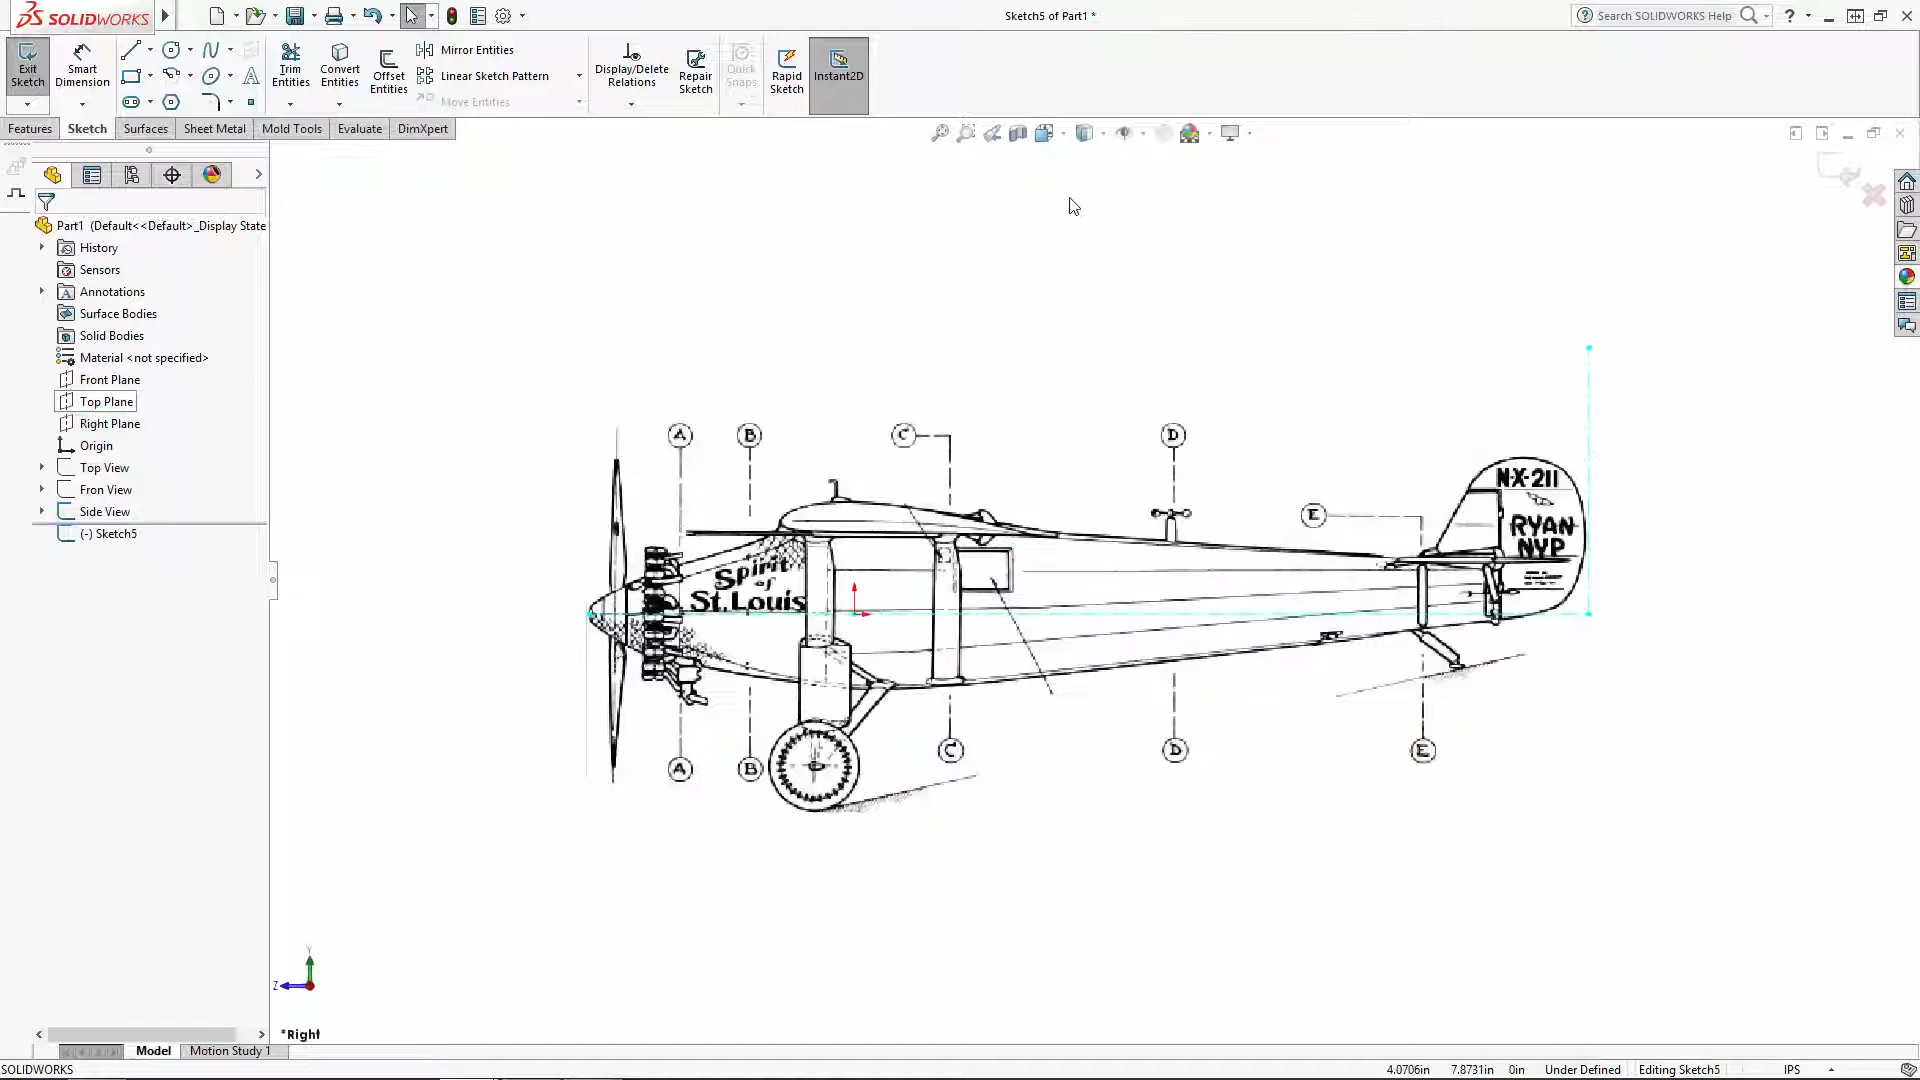 SOLIDWORKS
Sketch5 of Part1 *
Search SOLIDWORKS Help
Exit Sketch
Smart Dimension
Trim Entities
Convert Entities
Offset Entities
Mirror Entities
Linear Sketch Pattern
Move Entities
Display/Delete Relations
Repair Sketch
Quick Snaps
Rapid Sketch
Instant2D
Features
Sketch
Surfaces
Sheet Metal
Mold Tools
Evaluate
DimXpert
Part1 (Default<<Default>_Display State
History
Sensors
Annotations
Surface Bodies
Solid Bodies
Material <not specified>
Front Plane
Top Plane
Right Plane
Origin
Top View
Fron View
Side View
(-) Sketch5
A
B
C
D
E
N-X-211
RYAN
NYP
Spirit
of
St. Louis
A
B
C
D
E
Y
Z
*Right
Model
Motion Study 1
SOLIDWORKS
4.0706in
7.8731in
0in
Under Defined
Editing Sketch5
IPS